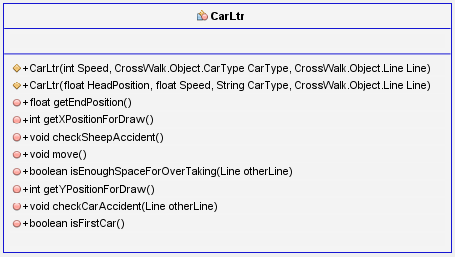 CarLtr
+CarLtr(int Speed, CrossWalk.Object.CarType CarType, CrossWalk.Object.Line Line)
+CarLtr(float HeadPosition, float Speed, String CarType, CrossWalk.Object.Line Line)
+float getEndPosition()
+int getXPositionForDraw()
+void checkSheepAccident()
+void move()
+boolean isEnoughSpaceForOverTaking(Line otherLine)
+int getYPositionForDraw()
+void checkCarAccident(Line otherLine)
+boolean isFirstCar()